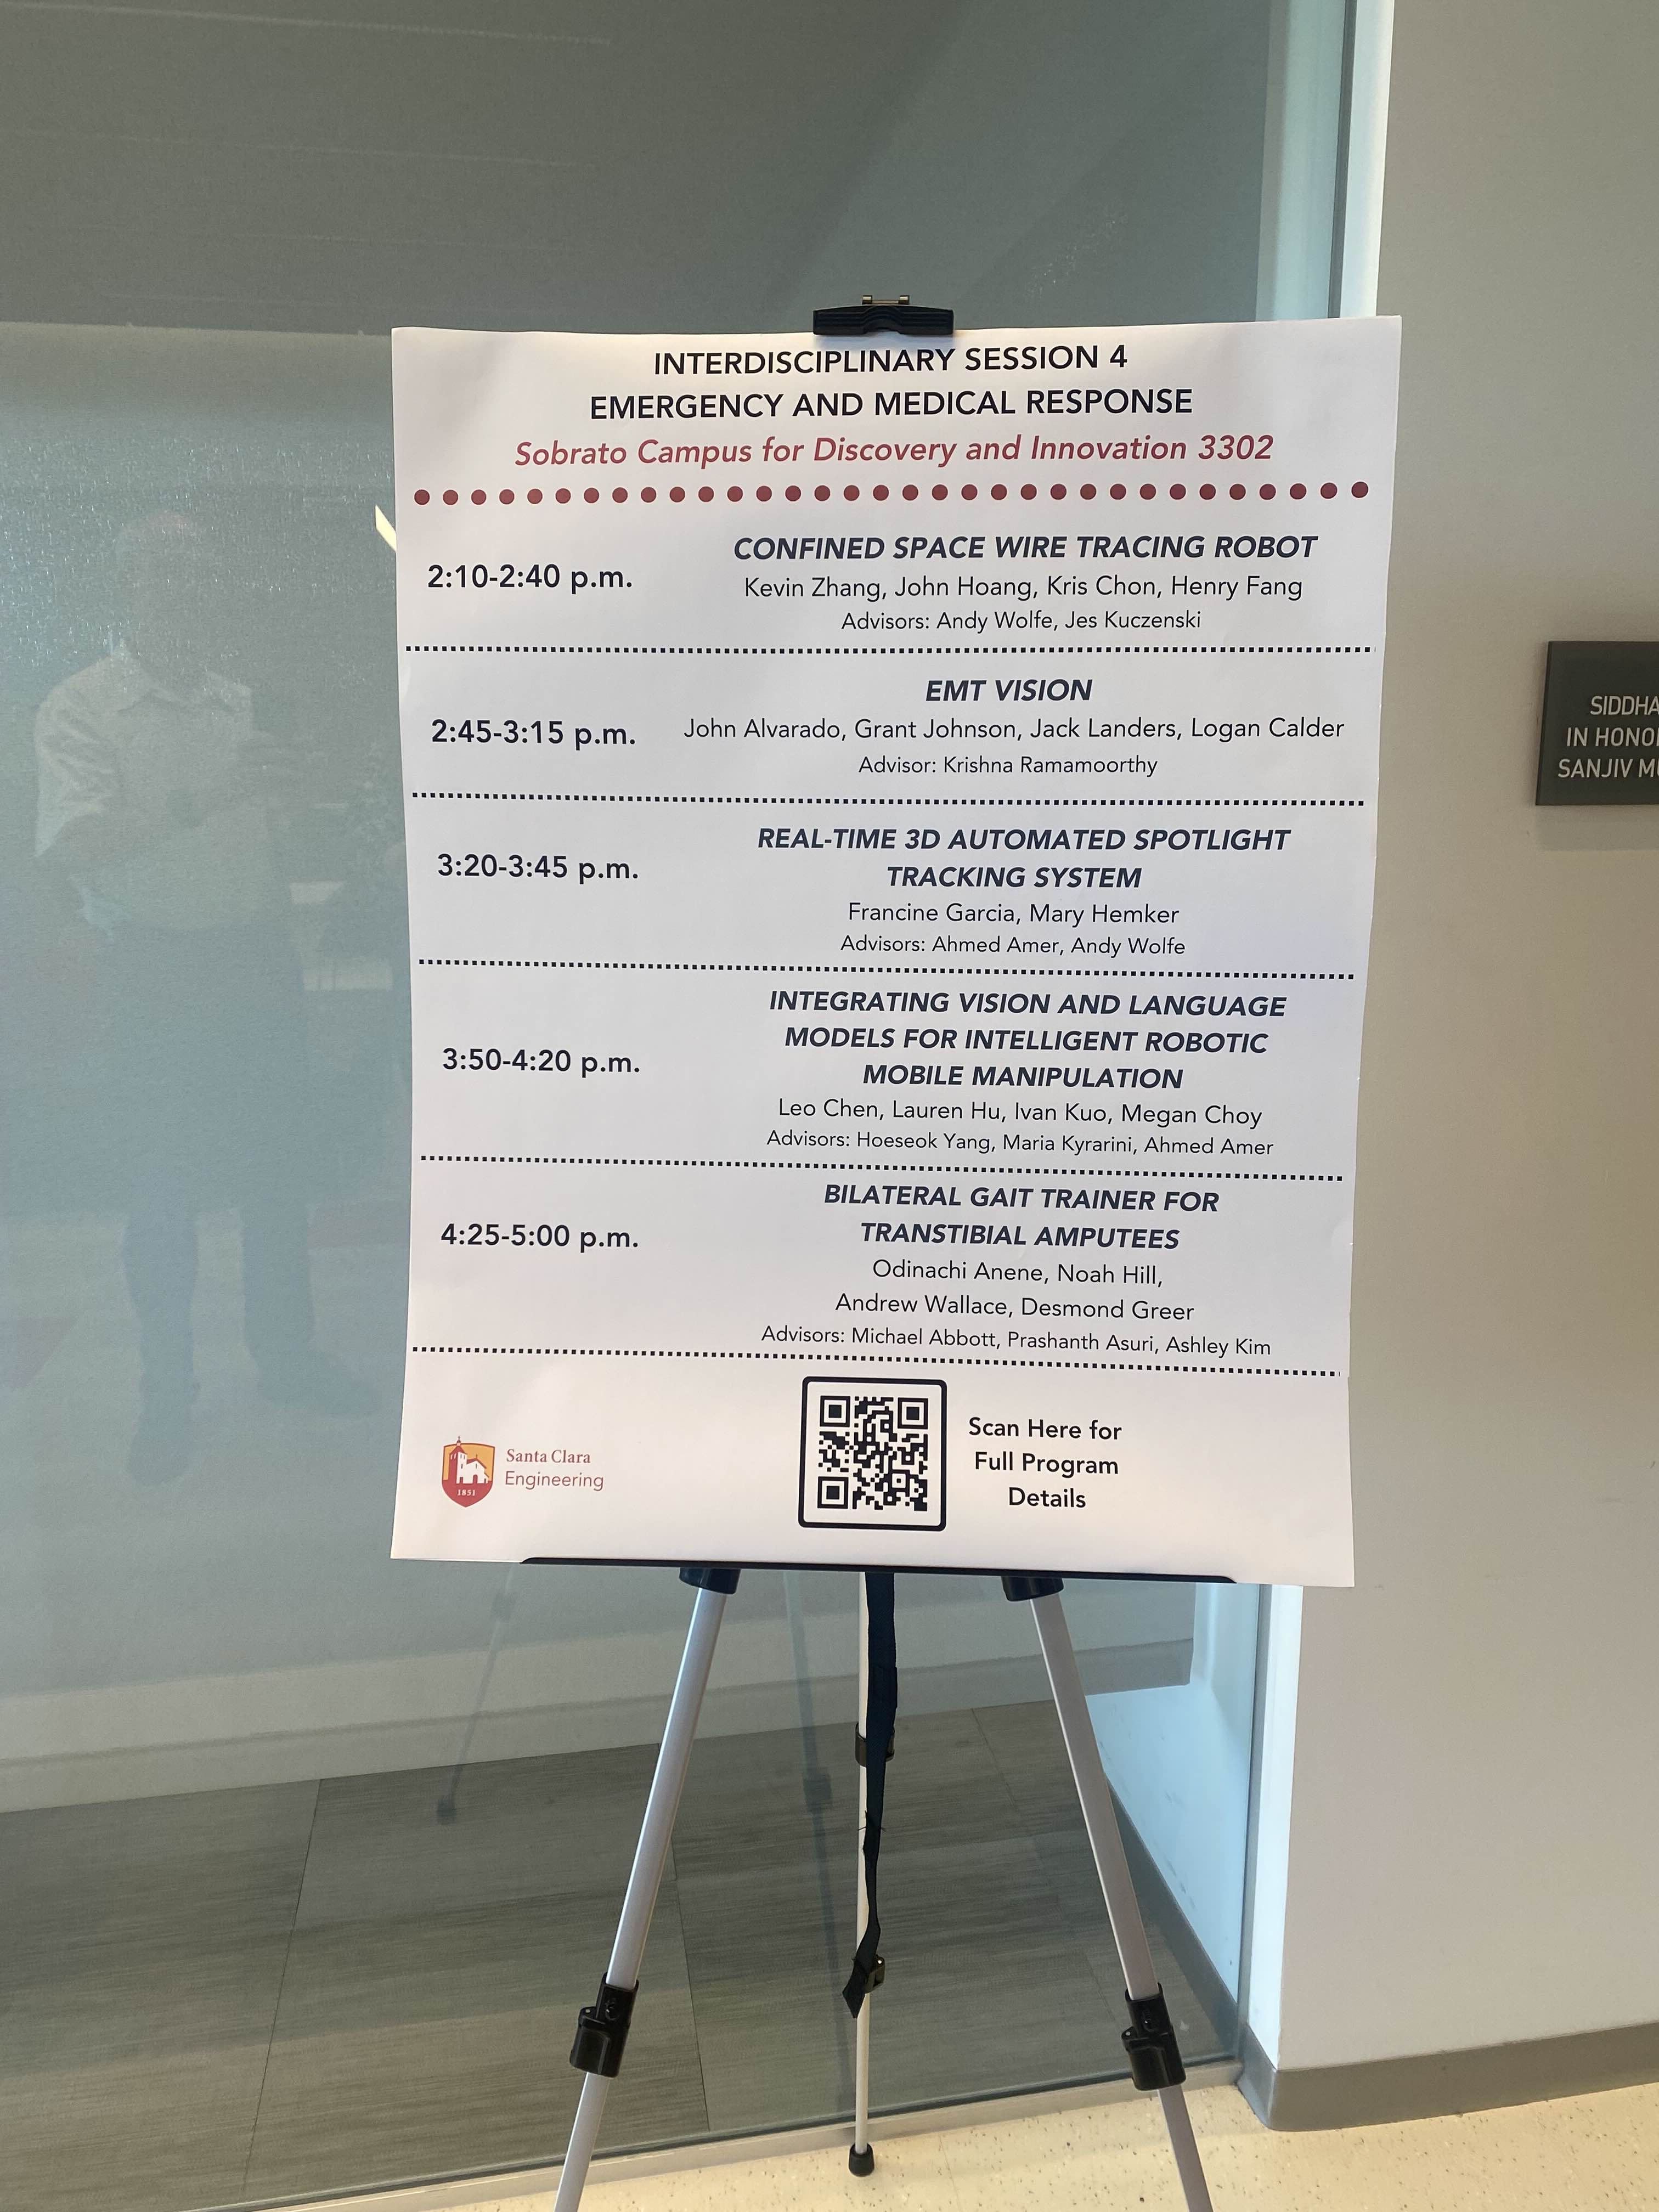 INTERDISCIPLINARY SESSION 4
EMERGENCY AND MEDICAL RESPONSE
Sobrato Campus for Discovery and Innovation 3302
2:10-2:40 p.m.
CONFINED SPACE WIRE TRACING ROBOT
Kevin Zhang, John Hoang, Kris Chon, Henry Fang
Advisors: Andy Wolfe, Jes Kuczenski
2:45-3:15 p.m.
EMT VISION
John Alvarado, Grant Johnson, Jack Landers, Logan Calder
Advisor: Krishna Ramamoorthy
3:20-3:45 p.m.
REAL-TIME 3D AUTOMATED SPOTLIGHT
TRACKING SYSTEM
Francine Garcia, Mary Hemker
Advisors: Ahmed Amer, Andy Wolfe
3:50-4:20 p.m.
INTEGRATING VISION AND LANGUAGE
MODELS FOR INTELLIGENT ROBOTIC
MOBILE MANIPULATION
Leo Chen, Lauren Hu, Ivan Kuo, Megan Choy
Advisors: Hoeseok Yang, Maria Kyrarini, Ahmed Amer
4:25-5:00 p.m.
BILATERAL GAIT TRAINER FOR
TRANSTIBIAL AMPUTEES
Odinachi Anene, Noah Hill,
Andrew Wallace, Desmond Greer
Advisors: Michael Abbott, Prashanth Asuri, Ashley Kim
1851
Santa Clara
Engineering
Scan Here for
Full Program
Details
IN
SANJIV